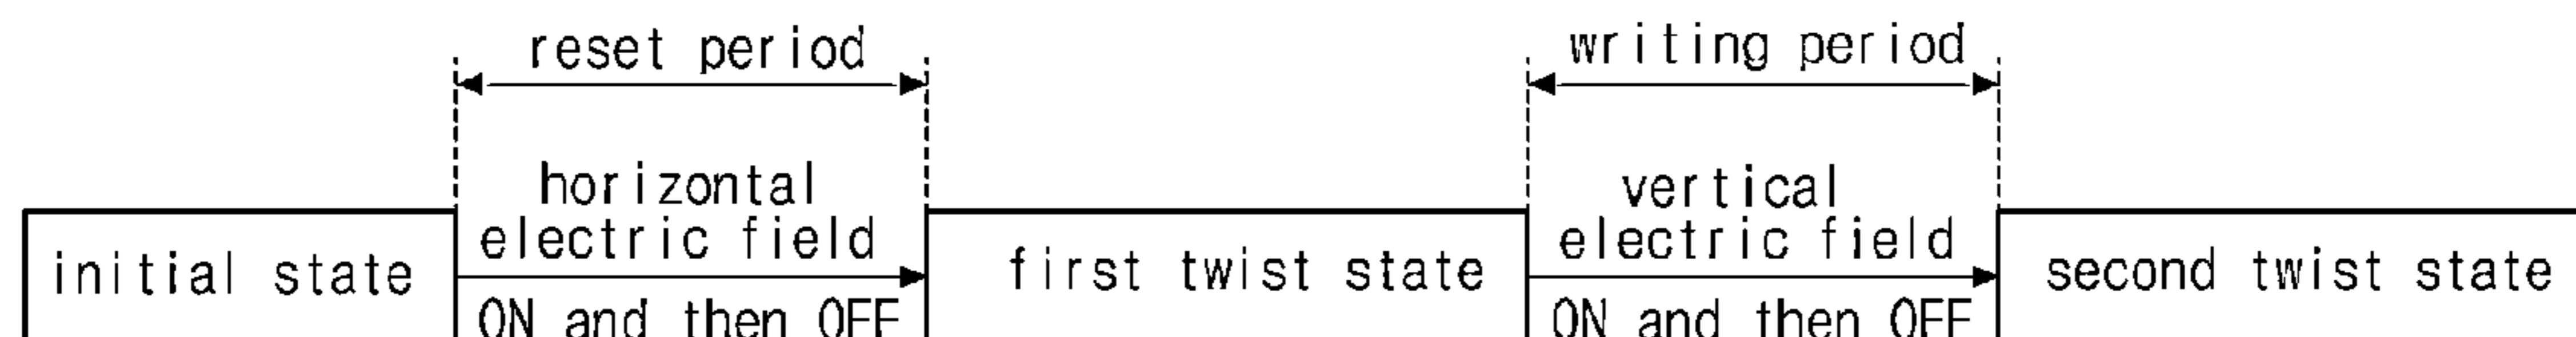 reset period
writing period
horizontal
electric field
vertical
electric field
initial state
first twist state
second twist state
ON and then OFF
ON and then OFF